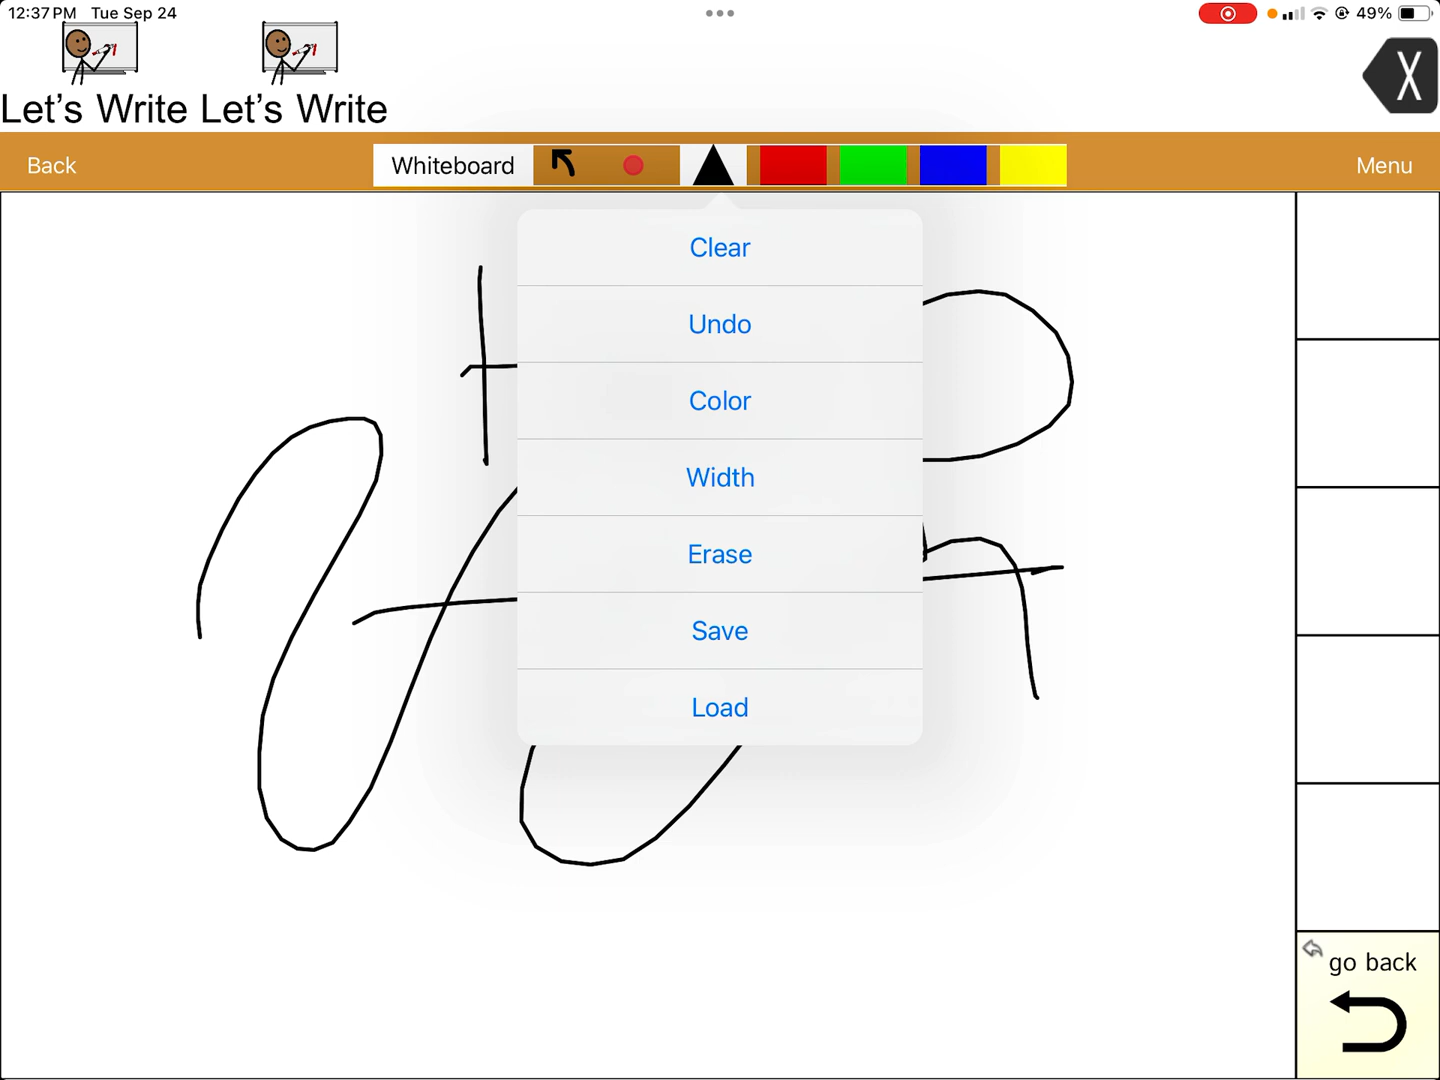 12:37 PM Tue Sep 24 49%
Let's Write Let's Write
X
Back Whiteboard Menu
Clear
Undo
Color
Width
Erase
Save
Load
go back